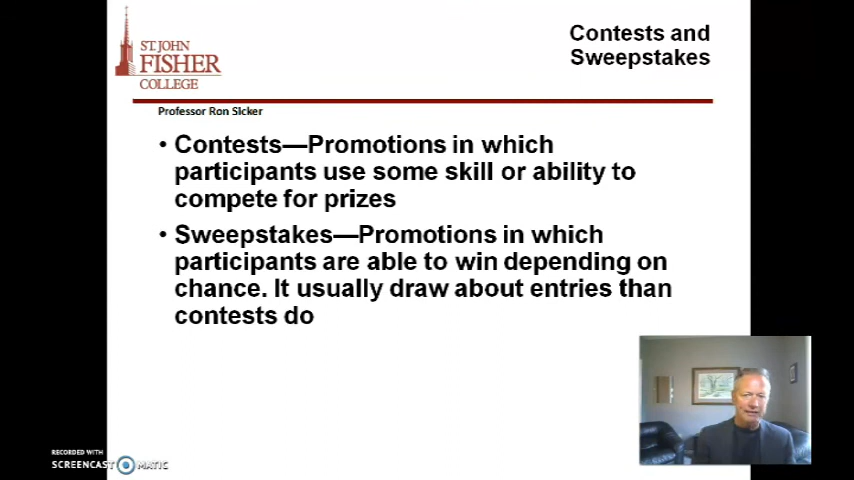 ST JOHN
FISHER
COLLEGE
Contests and
Sweepstakes
Professor Ron Sicker
• Contests—Promotions in which
participants use some skill or ability to
compete for prizes
• Sweepstakes—Promotions in which
participants are able to win depending on
chance. It usually draw about entries than
contests do
RECORDED WITH
SCREENCAST MATIC